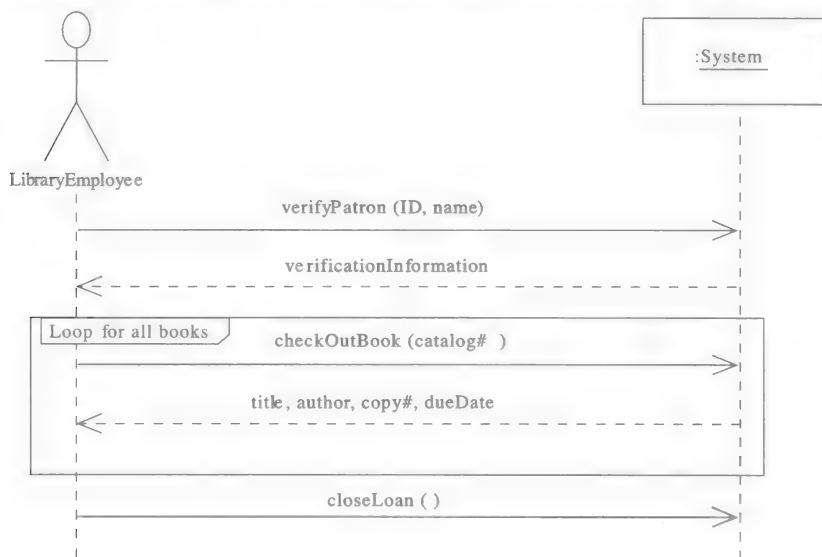 :System
LibraryEmployee
verifyPatron (ID, name)
verificationInformation
Loop for all books
checkOutBook (catalog# )
title, author, copy#, dueDate
closeLoan ( )